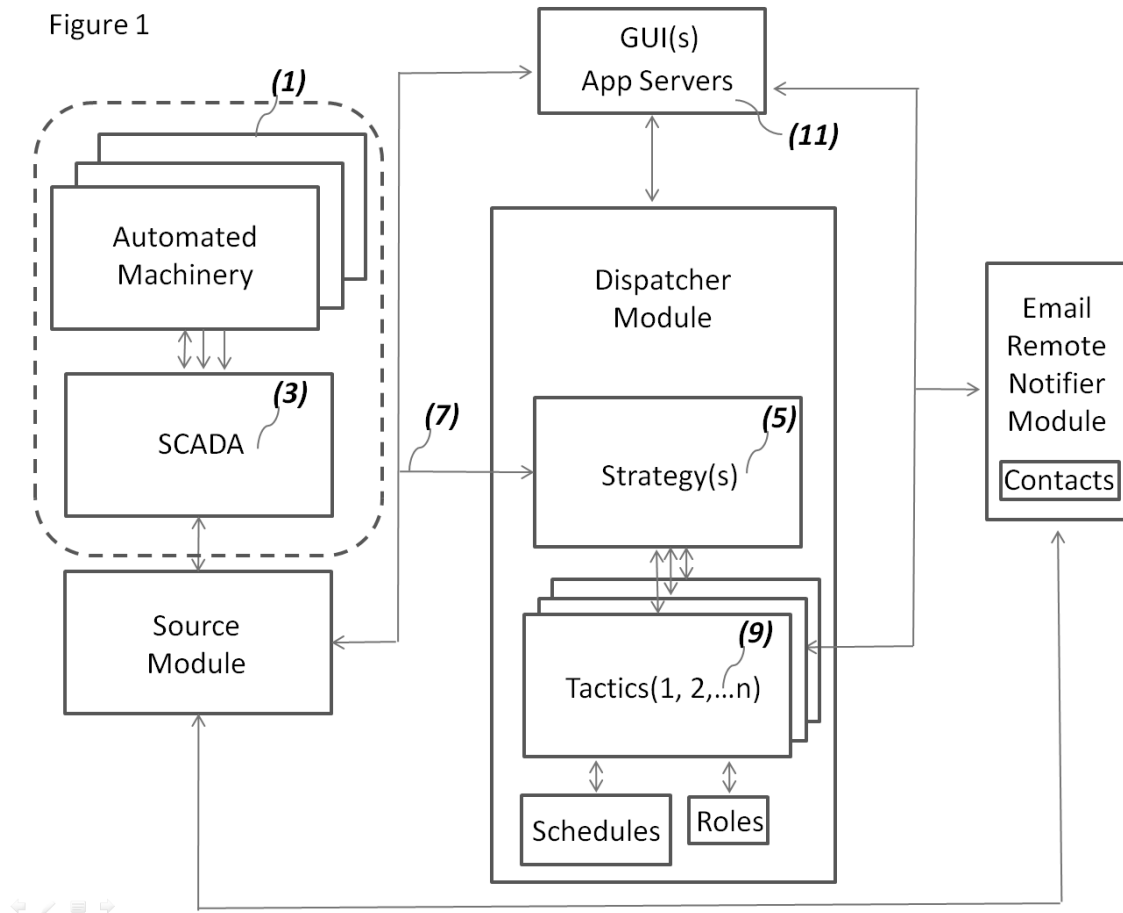 Figure 1
(1)
Automated
Machinery
(3)
SCADA
Source
Module
(7)
GUI(s)
App Servers
(11)
Dispatcher
Module
(5)
Strategy(s)
(9)
Tactics(1, 2,...n)
Schedules
Roles
Email
Remote
Notifier
Module
Contacts